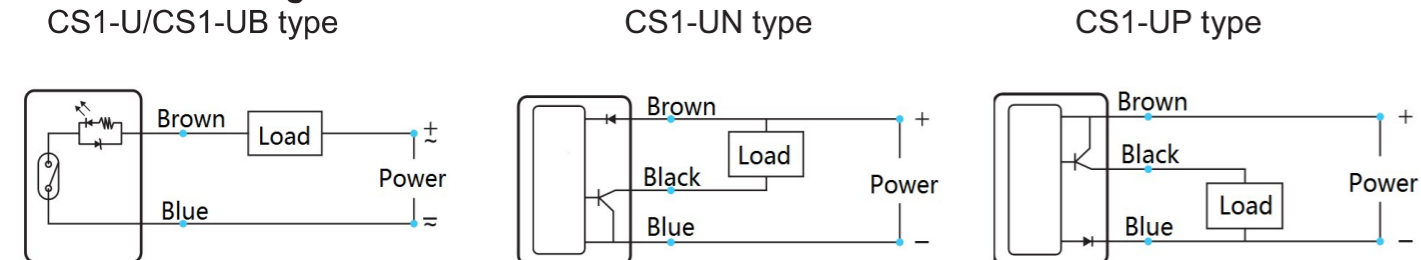 CS1-U/CS1-UB type
Brown
Load
+
~
Power
Blue
=
~
CS1-UN type
Brown
+
Load
Black
Power
Blue
−
CS1-UP type
Brown
+
Black
Load
Power
Blue
−